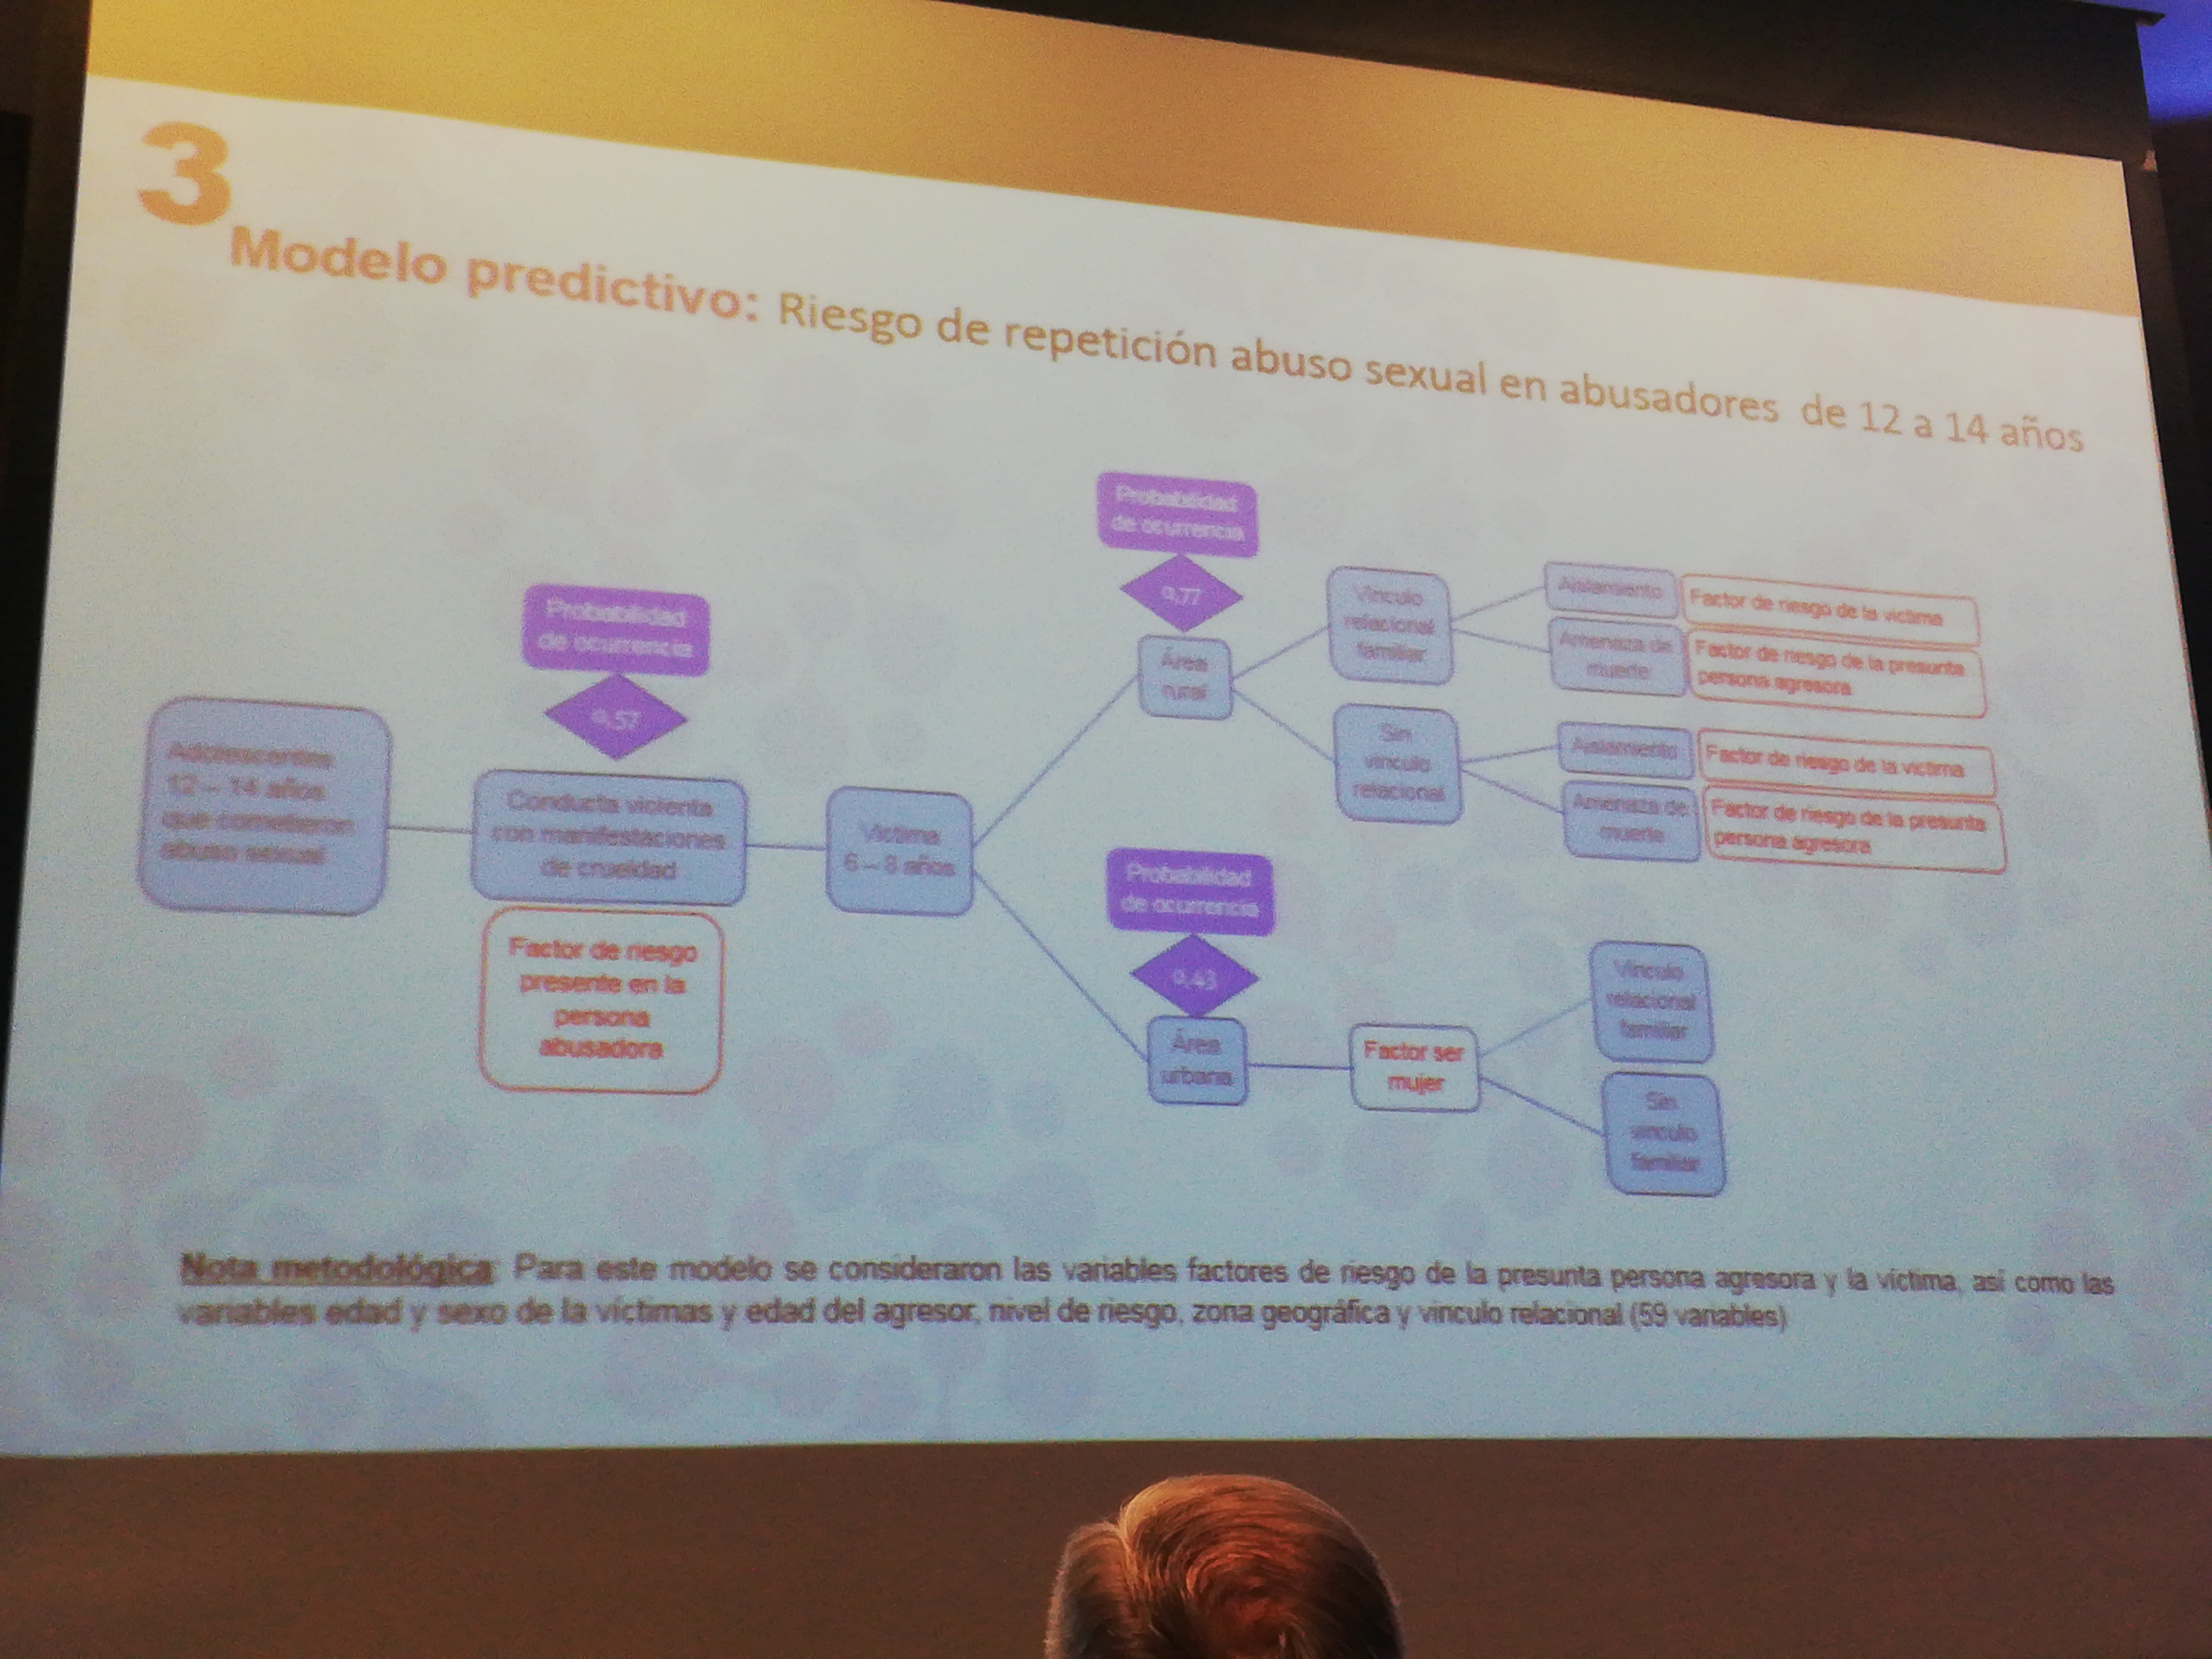 3
Modelo predictivo: Riesgo de repetición abuso sexual en abusadores de 12 a 14 años
Adolescentes
12 – 14 años
que cometieron
abuso sexual
Probabilidad
de ocurrencia
0,57
Conducta violenta
con manifestaciones
de crueldad
Factor de riesgo
presente en la
persona
abusadora
Víctima
6 – 8 años
Probabilidad
de ocurrencia
0,77
Área
rural
Vínculo
relacional
familiar
Aislamiento
Factor de riesgo de la víctima
Amenaza de
muerte
Factor de riesgo de la presunta
persona agresora
Sin
vínculo
relacional
Aislamiento
Factor de riesgo de la víctima
Amenaza de
muerte
Factor de riesgo de la presunta
persona agresora
Probabilidad
de ocurrencia
0,43
Área
urbana
Factor ser
mujer
Vínculo
relacional
familiar
Sin
vínculo
familiar
Nota metodológica: Para este modelo se consideraron las variables factores de riesgo de la presunta persona agresora y la víctima, así como las
variables edad y sexo de la víctimas y edad del agresor, nivel de riesgo, zona geográfica y vínculo relacional (59 variables)